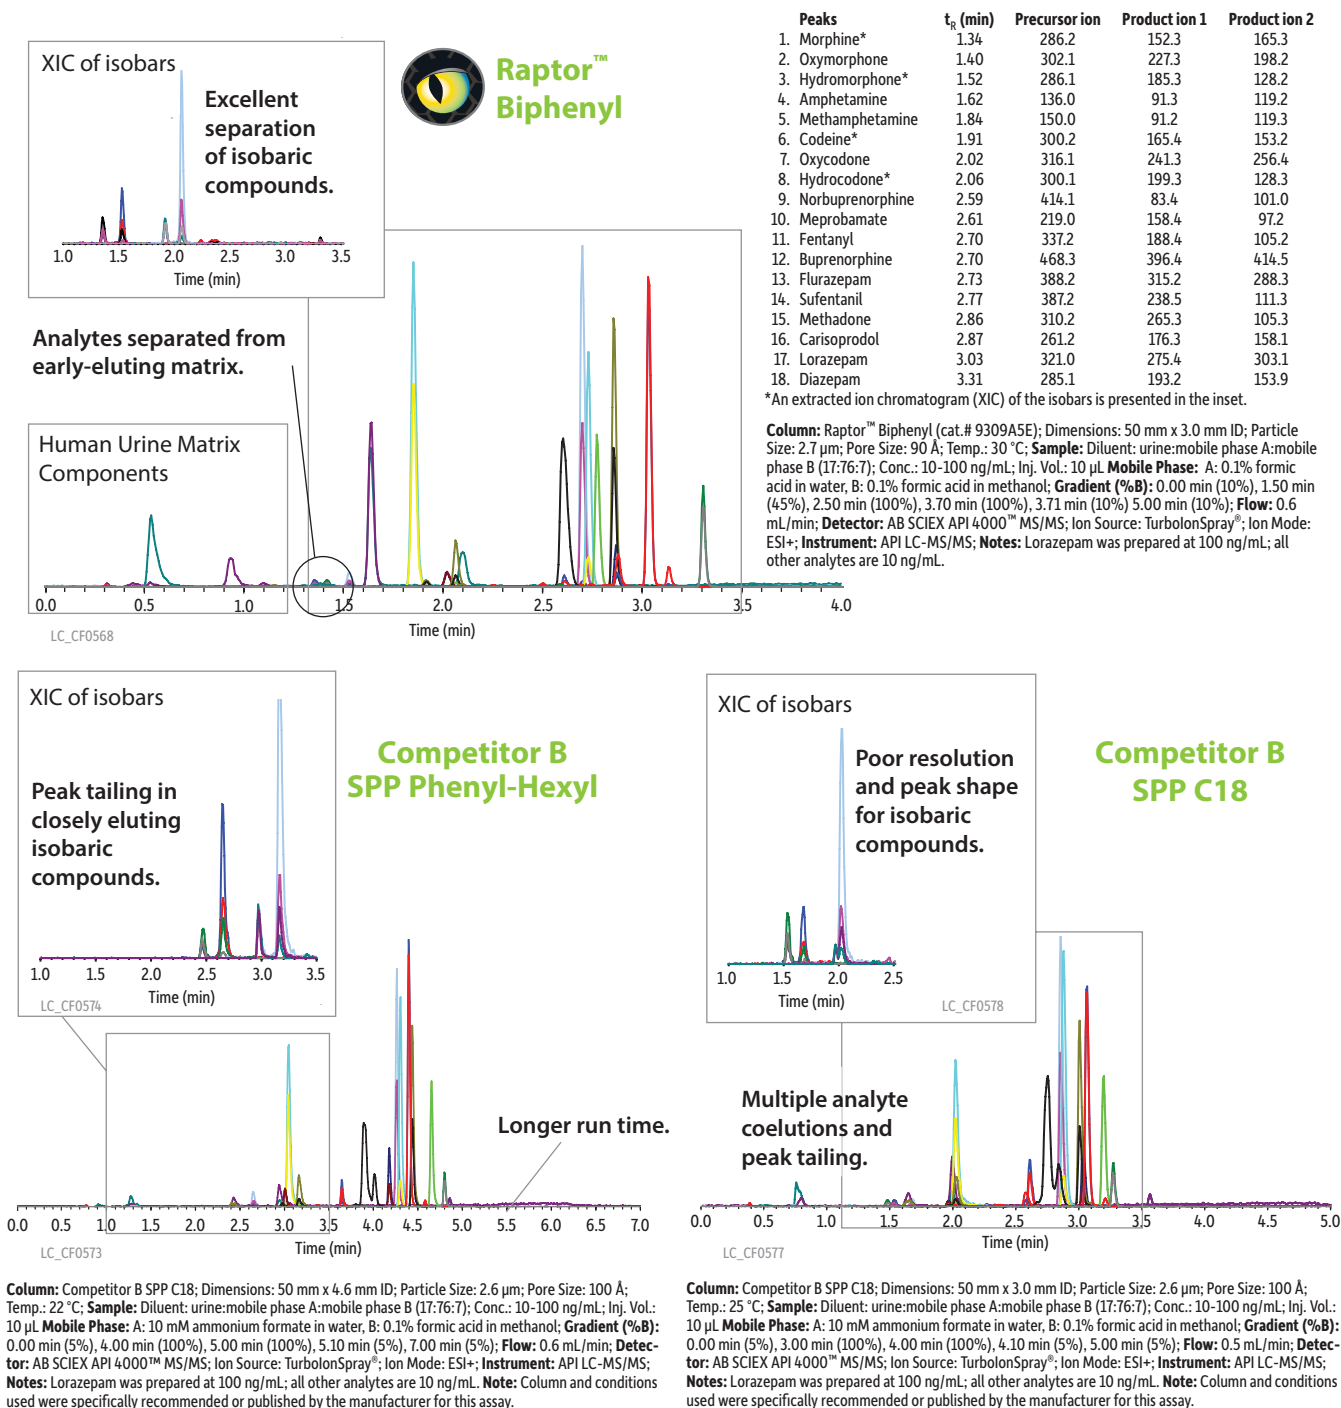 XIC of isobars
Excellent
separation
of isobaric
compounds.
1.0 1.5 2.0 2.5 3.0 3.5
Time (min)
Raptor™
Biphenyl
Analytes separated from
early-eluting matrix.
Human Urine Matrix
Components
0.0 0.5 1.0 1.5 2.0 2.5 3.0 3.5 4.0
Time (min)
LC_CF0568
Peaks tR (min) Precursor ion Product ion 1 Product ion 2
1. Morphine* 1.34 286.2 152.3 165.3
2. Oxymorphone 1.40 302.1 227.3 198.2
3. Hydromorphone* 1.52 286.1 185.3 128.2
4. Amphetamine 1.62 136.0 91.3 119.2
5. Methamphetamine 1.84 150.0 91.2 119.3
6. Codeine* 1.91 300.2 165.4 153.2
7. Oxycodone 2.02 316.1 241.3 256.4
8. Hydrocodone* 2.06 300.1 199.3 128.3
9. Norbuprenorphine 2.59 414.1 83.4 101.0
10. Meprobamate 2.61 219.0 158.4 97.2
11. Fentanyl 2.70 337.2 188.4 105.2
12. Buprenorphine 2.70 468.3 396.4 414.5
13. Flurazepam 2.73 388.2 315.2 288.3
14. Sufentanil 2.77 387.2 238.5 111.3
15. Methadone 2.86 310.2 265.3 105.3
16. Carisoprodol 2.87 261.2 176.3 158.1
17. Lorazepam 3.03 321.0 275.4 303.1
18. Diazepam 3.31 285.1 193.2 153.9
*An extracted ion chromatogram (XIC) of the isobars is presented in the inset.
Column: Raptor™ Biphenyl (cat.# 9309A5E); Dimensions: 50 mm x 3.0 mm ID; Particle
Size: 2.7 µm; Pore Size: 90 Å; Temp.: 30 °C; Sample: Diluent: urine:mobile phase A:mobile
phase B (17:76:7); Conc.: 10-100 ng/mL; Inj. Vol.: 10 µL Mobile Phase: A: 0.1% formic
acid in water, B: 0.1% formic acid in methanol; Gradient (%B): 0.00 min (10%), 1.50 min
(45%), 2.50 min (100%), 3.70 min (100%), 3.71 min (10%) 5.00 min (10%); Flow: 0.6
mL/min; Detector: AB SCIEX API 4000™ MS/MS; Ion Source: TurboIonSpray®; Ion Mode:
ESI+; Instrument: API LC-MS/MS; Notes: Lorazepam was prepared at 100 ng/mL; all
other analytes are 10 ng/mL.
XIC of isobars
Peak tailing in
closely eluting
isobaric
compounds.
1.0 1.5 2.0 2.5 3.0 3.5
Time (min)
LC_CF0574
Competitor B
SPP Phenyl-Hexyl
Longer run time.
0.0 0.5 1.0 1.5 2.0 2.5 3.0 3.5 4.0 4.5 5.0 5.5 6.0 6.5 7.0
Time (min)
LC_CF0573
Column: Competitor B SPP C18; Dimensions: 50 mm x 4.6 mm ID; Particle Size: 2.6 µm; Pore Size: 100 Å;
Temp.: 22 °C; Sample: Diluent: urine:mobile phase A:mobile phase B (17:76:7); Conc.: 10-100 ng/mL; Inj. Vol.:
10 µL Mobile Phase: A: 10 mM ammonium formate in water, B: 0.1% formic acid in methanol; Gradient (%B):
0.00 min (5%), 4.00 min (100%), 5.00 min (100%), 5.10 min (5%), 7.00 min (5%); Flow: 0.6 mL/min; Detec-
tor: AB SCIEX API 4000™ MS/MS; Ion Source: TurboIonSpray®; Ion Mode: ESI+; Instrument: API LC-MS/MS;
Notes: Lorazepam was prepared at 100 ng/mL; all other analytes are 10 ng/mL. Note: Column and conditions
used were specifically recommended or published by the manufacturer for this assay.
XIC of isobars
Poor resolution
and peak shape
for isobaric
compounds.
1.0 1.5 2.0 2.5
Time (min)
LC_CF0578
Competitor B
SPP C18
Multiple analyte
coelutions and
peak tailing.
0.0 0.5 1.0 1.5 2.0 2.5 3.0 3.5 4.0 4.5 5.0
Time (min)
LC_CF0577
Column: Competitor B SPP C18; Dimensions: 50 mm x 3.0 mm ID; Particle Size: 2.6 µm; Pore Size: 100 Å;
Temp.: 25 °C; Sample: Diluent: urine:mobile phase A:mobile phase B (17:76:7); Conc.: 10-100 ng/mL; Inj. Vol.:
10 µL Mobile Phase: A: 10 mM ammonium formate in water, B: 0.1% formic acid in methanol; Gradient (%B):
0.00 min (5%), 3.00 min (100%), 4.00 min (100%), 4.10 min (5%), 5.00 min (5%); Flow: 0.5 mL/min; Detec-
tor: AB SCIEX API 4000™ MS/MS; Ion Source: TurboIonSpray®; Ion Mode: ESI+; Instrument: API LC-MS/MS;
Notes: Lorazepam was prepared at 100 ng/mL; all other analytes are 10 ng/mL. Note: Column and conditions
used were specifically recommended or published by the manufacturer for this assay.